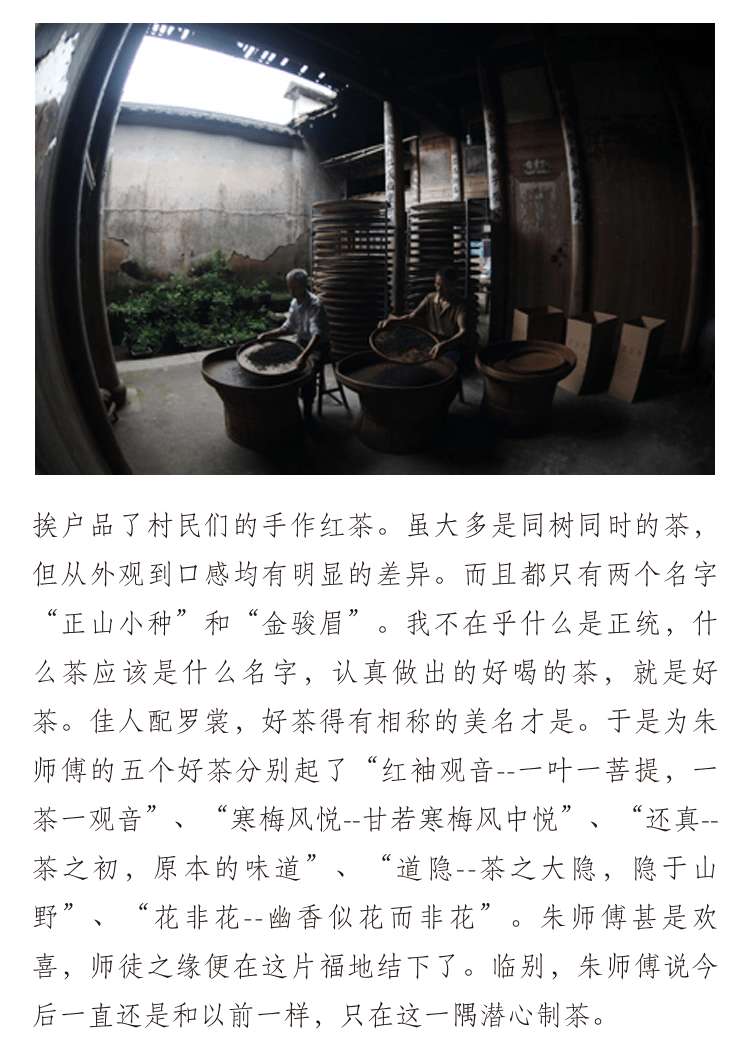 挨户品了村民们的手作红茶。虽大多是同树同时的茶，
但从外观到口感均有明显的差异。而且都只有两个名字
“正山小种”和“金骏眉”。我不在乎什么是正统，什
么茶应该是什么名字，认真做出的好喝的茶，就是好
茶。佳人配罗裳，好茶得有相称的美名才是。于是为朱
师傅的五个好茶分别起了“红袖观音--一叶一菩提，一
茶一观音”、“寒梅风悦--甘若寒梅风中悦”、“还真--
茶之初，原本的味道”、“道隐--茶之大隐，隐于山
野”、“花非花--幽香似花而非花”。朱师傅甚是欢
喜，师徒之缘便在这片福地结下了。临别，朱师傅说今
后一直还是和以前一样，只在这一隅潜心制茶。